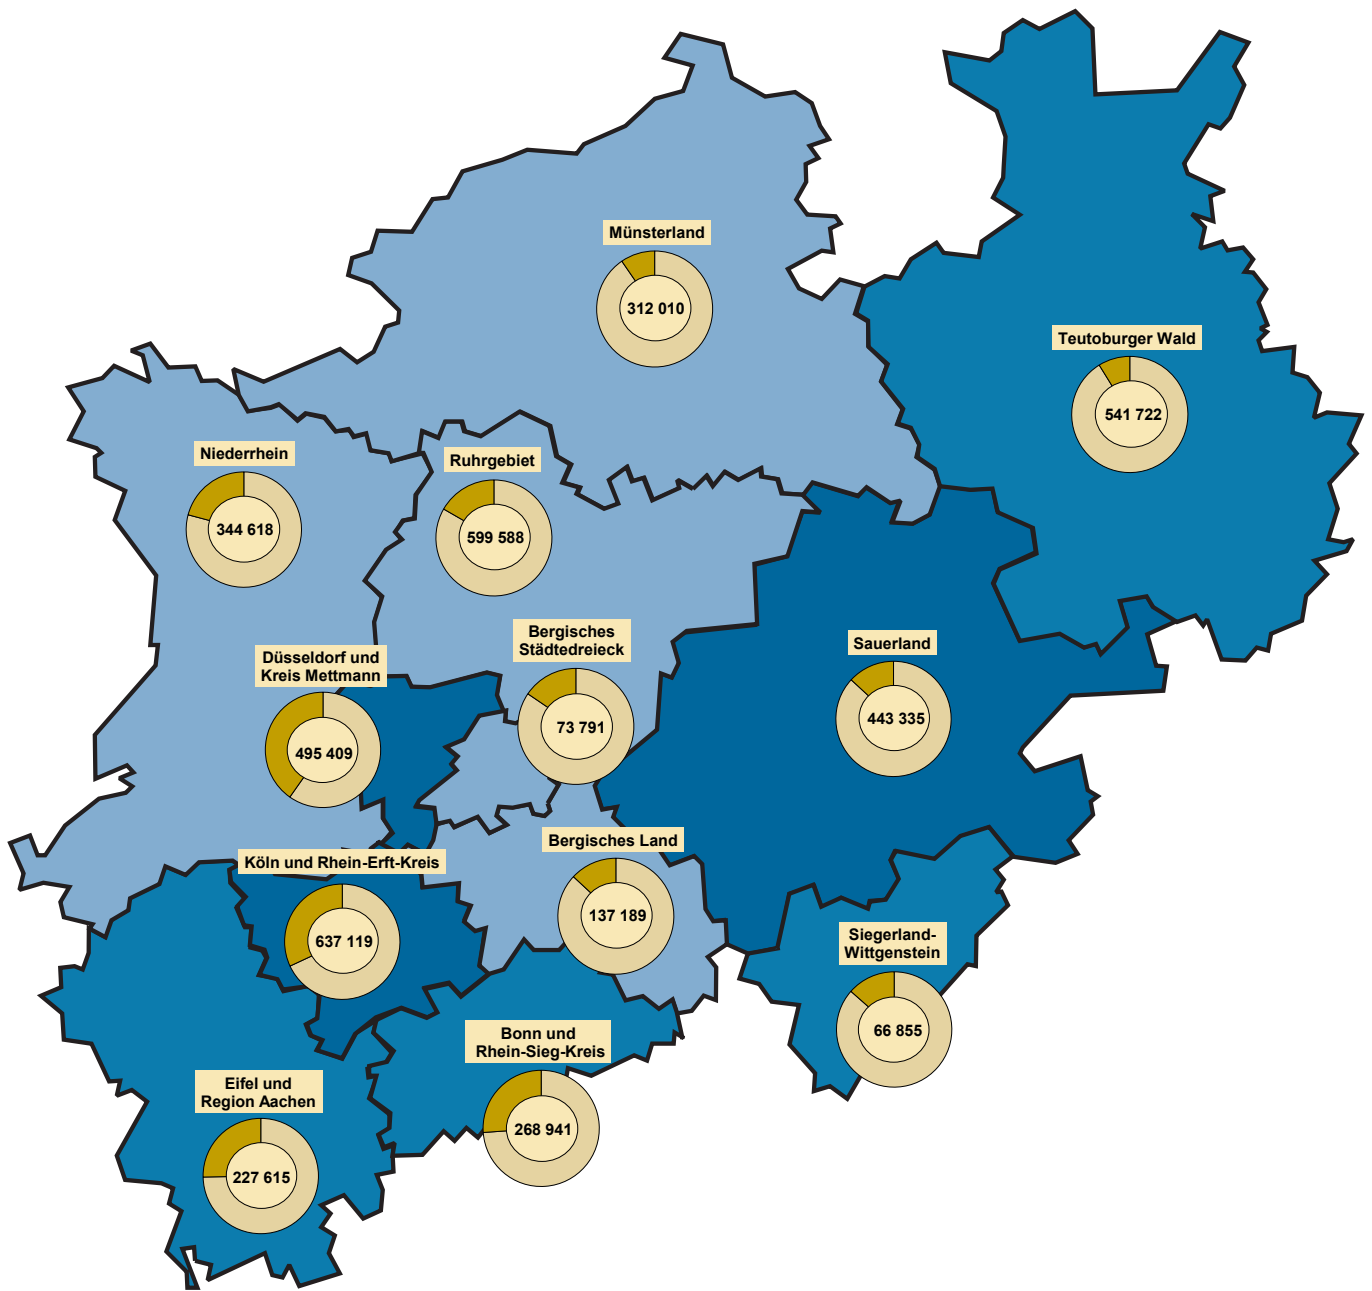 Münsterland
312 010
Teutoburger Wald
541 722
Niederrhein
344 618
Ruhrgebiet
599 588
Bergisches
Städtedreieck
73 791
Sauerland
443 335
Düsseldorf und
Kreis Mettmann
495 409
Bergisches Land
137 189
Köln und Rhein-Erft-Kreis
637 119
Siegerland-
Wittgenstein
66 855
Bonn und
Rhein-Sieg-Kreis
268 941
Eifel und
Region Aachen
227 615